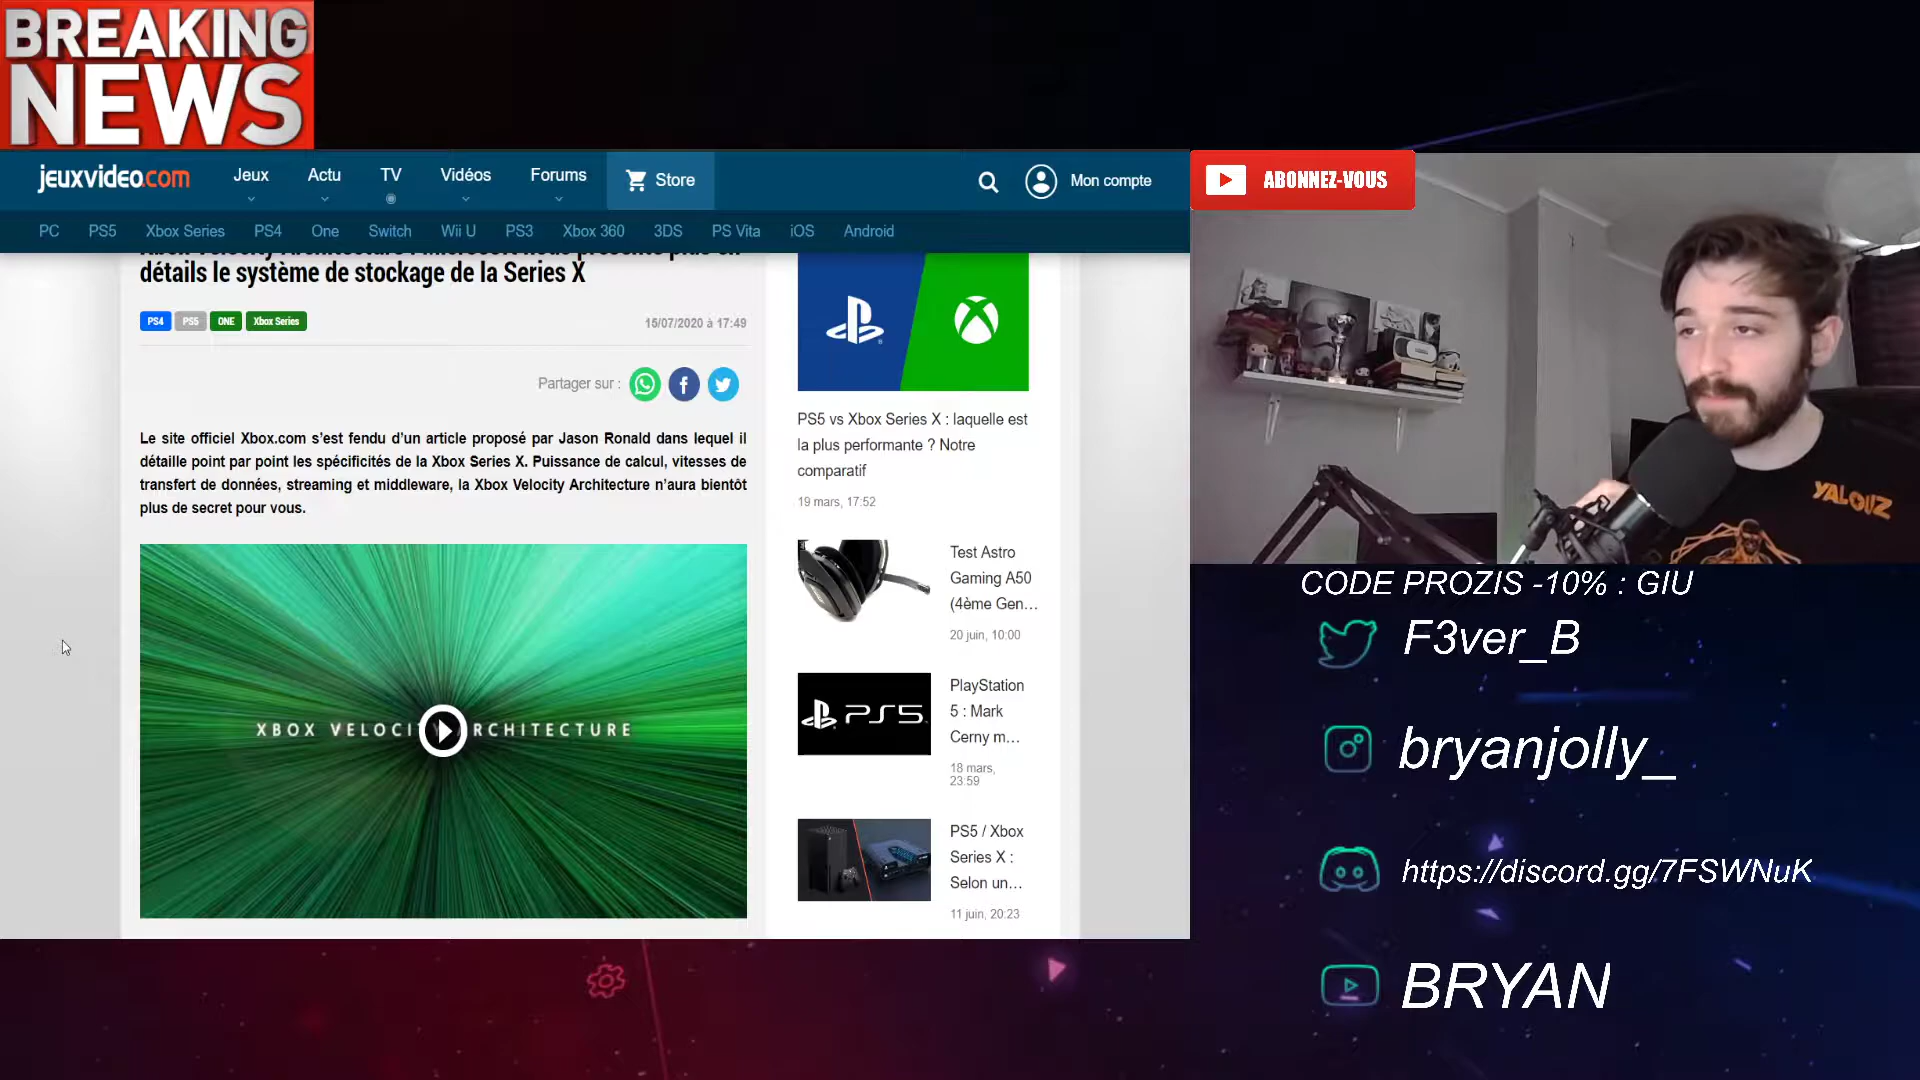 BREAKING
NEWS
jeuxvideo.com
Jeux
Actu
TV
Vidéos
Forums
Store
Mon compte
ABONNEZ-VOUS
PC
PS5
Xbox Series
PS4
One
Switch
Wii U
PS3
Xbox 360
3DS
PS Vita
iOS
Android
détails le système de stockage de la Series X
PS4
PS5
ONE
Xbox Series
15/07/2020 à 17:49
Partager sur :
Le site officiel Xbox.com s'est fendu d'un article proposé par Jason Ronald dans lequel il
détaille point par point les spécificités de la Xbox Series X. Puissance de calcul, vitesses de
transfert de données, streaming et middleware, la Xbox Velocity Architecture n'aura bientôt
plus de secret pour vous.
XBOX VELOCI RCHITECTURE
PS5 vs Xbox Series X : laquelle est
la plus performante ? Notre
comparatif
19 mars, 17:52
Test Astro
Gaming A50
(4ème Gen...
20 juin, 10:00
PS5
PlayStation
5 : Mark
Cerny m...
18 mars,
23:59
PS5 / Xbox
Series X :
Selon un...
11 juin, 20:23
YALOUZ
CODE PROZIS -10% : GIU
F3ver_B
bryanjolly_
https://discord.gg/7FSWNuK
BRYAN